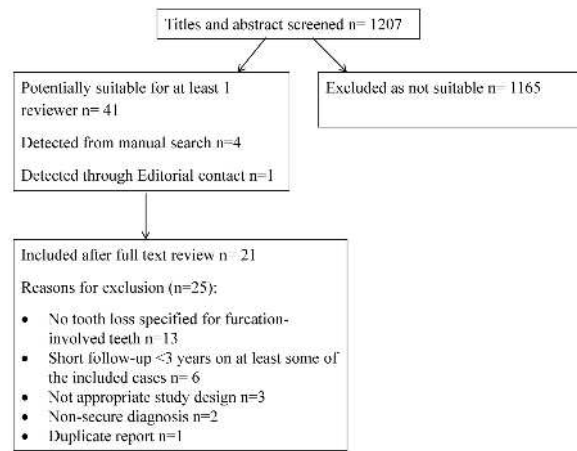 Titles and abstract screened n= 1207
Potentially suitable for at least 1
reviewer n= 41
Detected from manual search n=4
Detected through Editorial contact n=1
Excluded as not suitable n= 1165
Included after full text review n= 21
Reasons for exclusion (n=25):
• No tooth loss specified for furcation-
involved teeth n= 13
• Short follow-up <3 years on at least some of
the included cases n= 6
• Not appropriate study design n=3
• Non-secure diagnosis n=2
• Duplicate report n=1